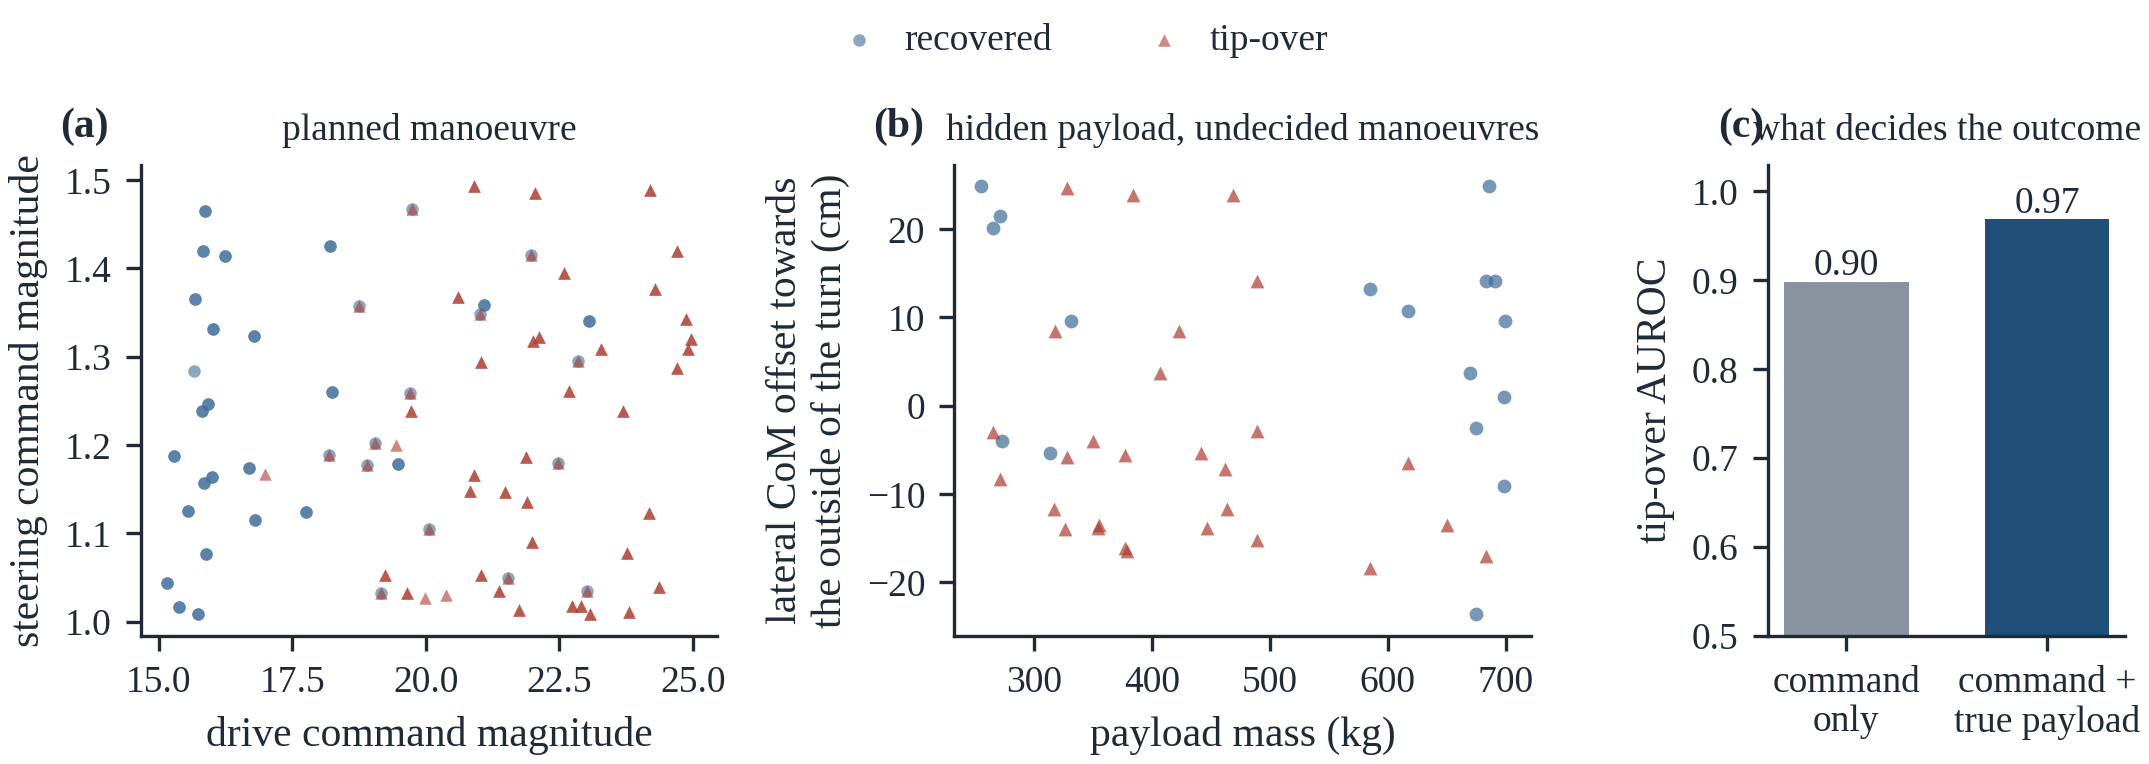 recovered
tip-over
(a)
planned manoeuvre
steering command magnitude
1.5
1.4
1.3
1.2
1.1
1.0
15.0
17.5
20.0
22.5
25.0
drive command magnitude
(b)
hidden payload, undecided manoeuvres
lateral CoM offset towards
the outside of the turn (cm)
20
10
0
−10
−20
300
400
500
600
700
payload mass (kg)
(c)
what decides the outcome
tip-over AUROC
1.0
0.9
0.8
0.7
0.6
0.5
0.90
0.97
command
only
command +
true payload